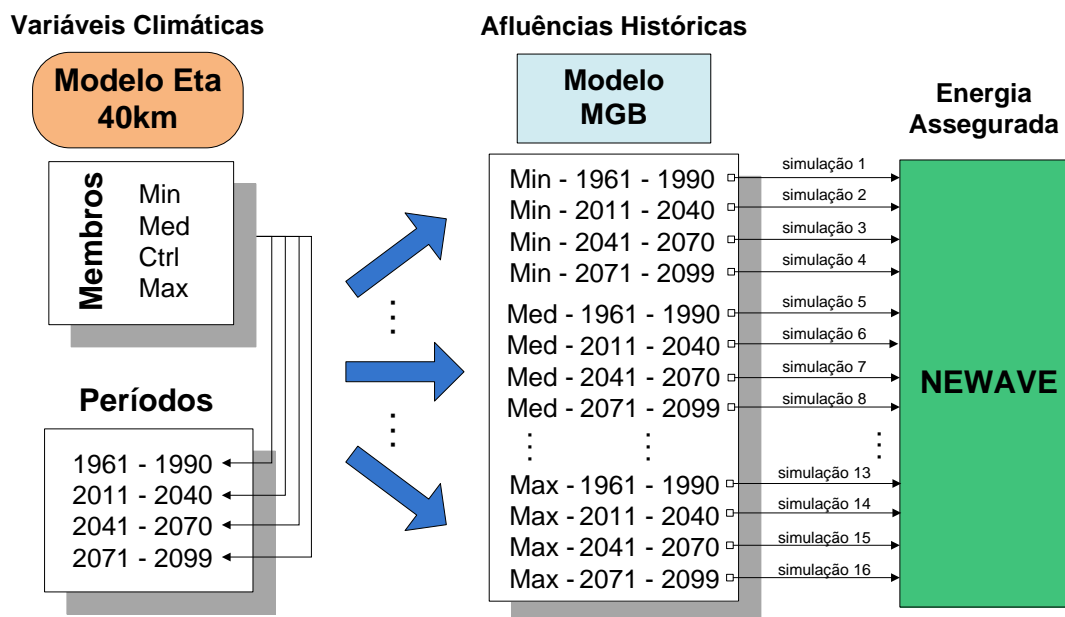 Variáveis Climáticas
Modelo Eta
40km
Membros
Min
Med
Ctrl
Max
Períodos
1961 - 1990
2011 - 2040
2041 - 2070
2071 - 2099
Afluências Históricas
Modelo
MGB
Min - 1961 - 1990
Min - 2011 - 2040
Min - 2041 - 2070
Min - 2071 - 2099
Med - 1961 - 1990
Med - 2011 - 2040
Med - 2041 - 2070
Med - 2071 - 2099
Max - 1961 - 1990
Max - 2011 - 2040
Max - 2041 - 2070
Max - 2071 - 2099
simulação 1
simulação 2
simulação 3
simulação 4
simulação 5
simulação 6
simulação 7
simulação 8
simulação 13
simulação 14
simulação 15
simulação 16
Energia
Assegurada
NEWAVE